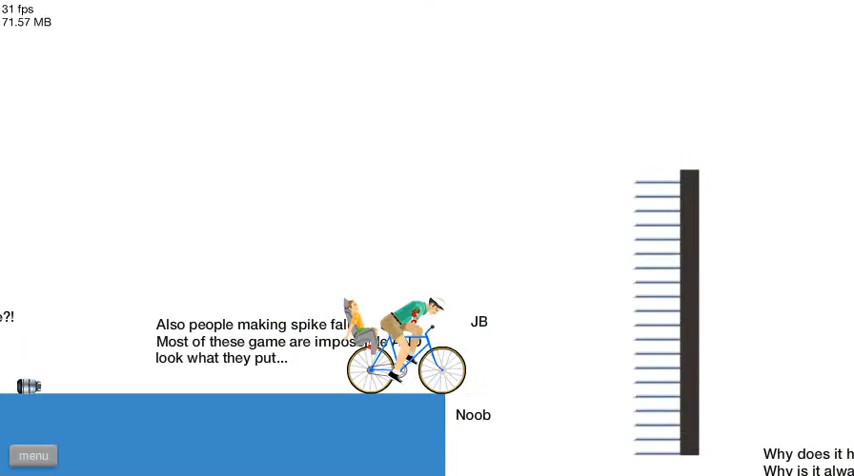 31 fps
71.57 MB
e?!
Also people making spike fal
Most of these game are impos
look what they put...
JB
Noob
menu
Why does it h
Why is it alwa